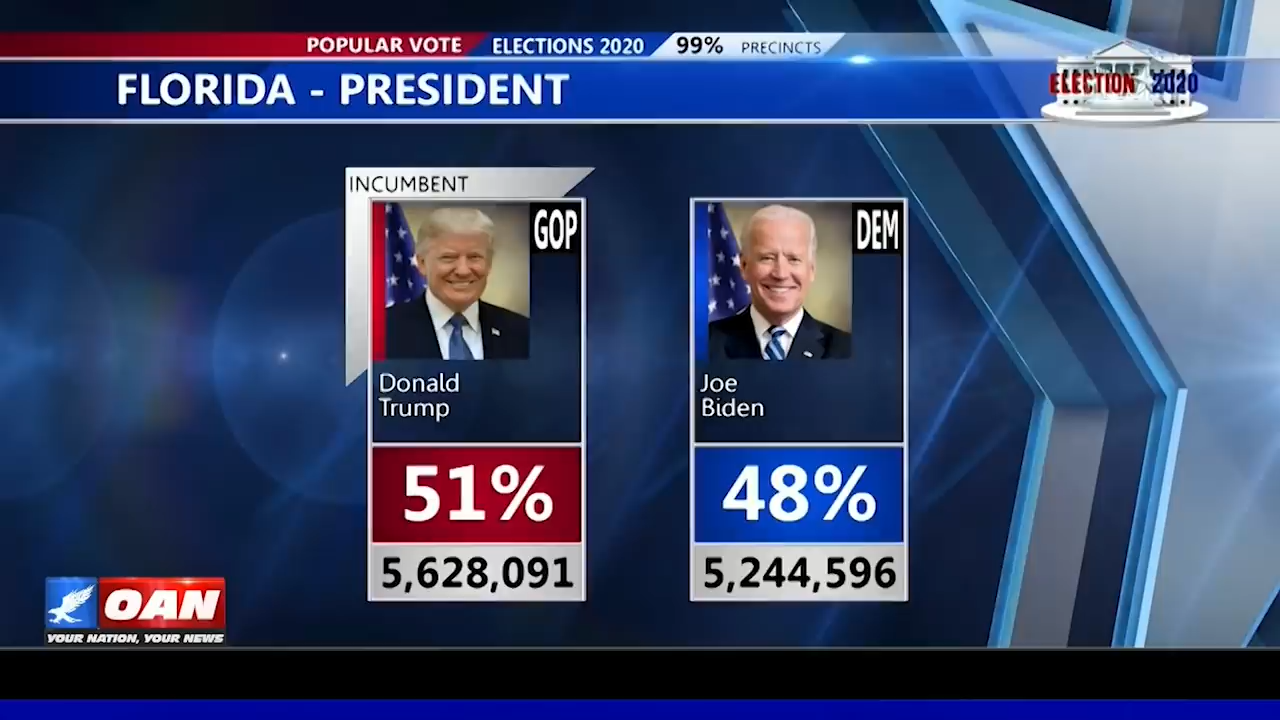 POPULAR VOTE ELECTIONS 2020 99% PRECINCTS
FLORIDA - PRESIDENT
ELECTION 2020
INCUMBENT
GOP
DEM
Donald
Trump
Joe
Biden
51%
48%
5,628,091
5,244,596
OAN
YOUR NATION, YOUR NEWS